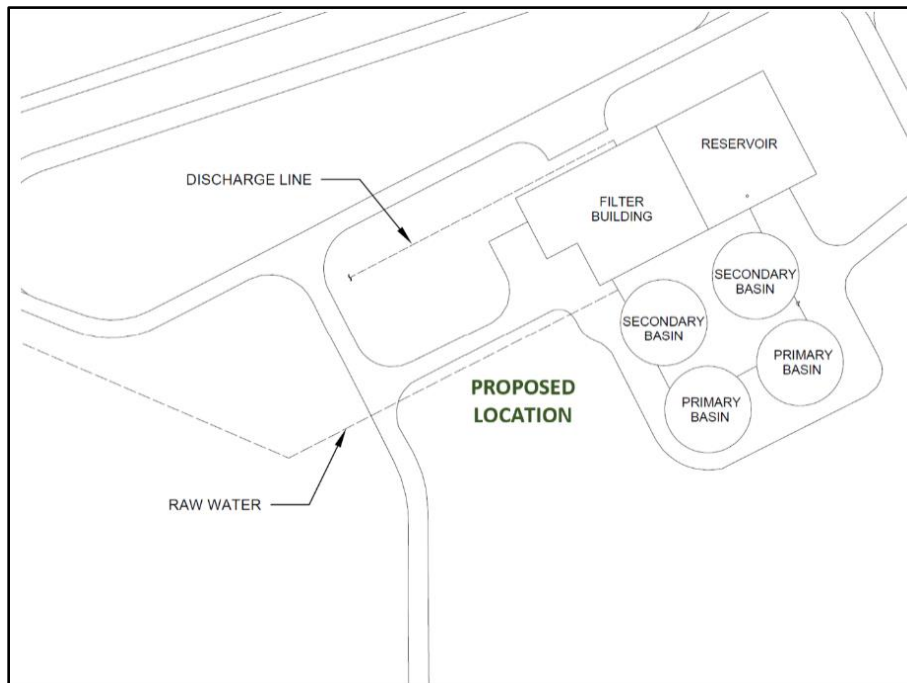 RESERVOIR
DISCHARGE LINE
FILTER
BUILDING
SECONDARY
BASIN
SECONDARY
BASIN
PRIMARY
BASIN
PROPOSED
LOCATION
PRIMARY
BASIN
RAW WATER